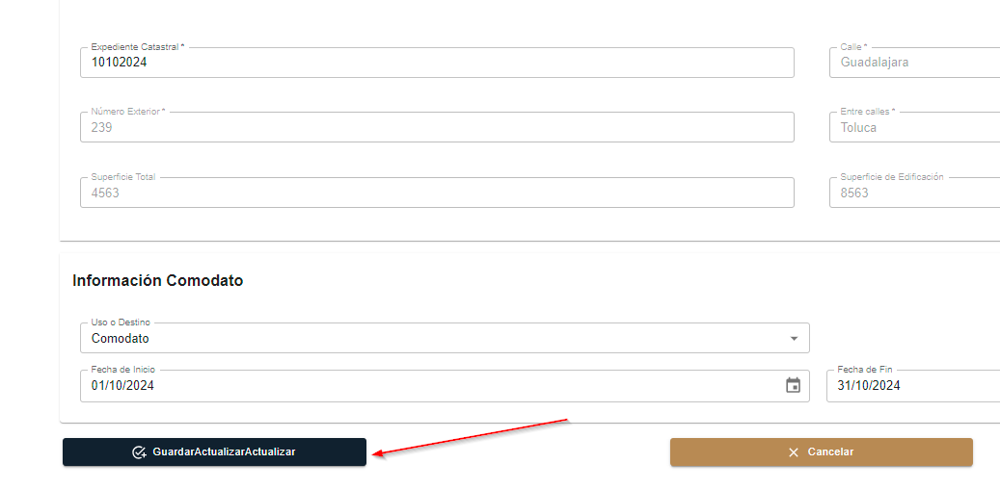 Expediente Catastral *
10102024
Calle *
Guadalajara
Número Exterior *
239
Entre calles *
Toluca
Superficie Total
4563
Superficie de Edificación
8563
Información Comodato
Uso o Destino
Comodato
Fecha de Inicio
01/10/2024
Fecha de Fin
31/10/2024
GuardarActualizarActualizar
Cancelar